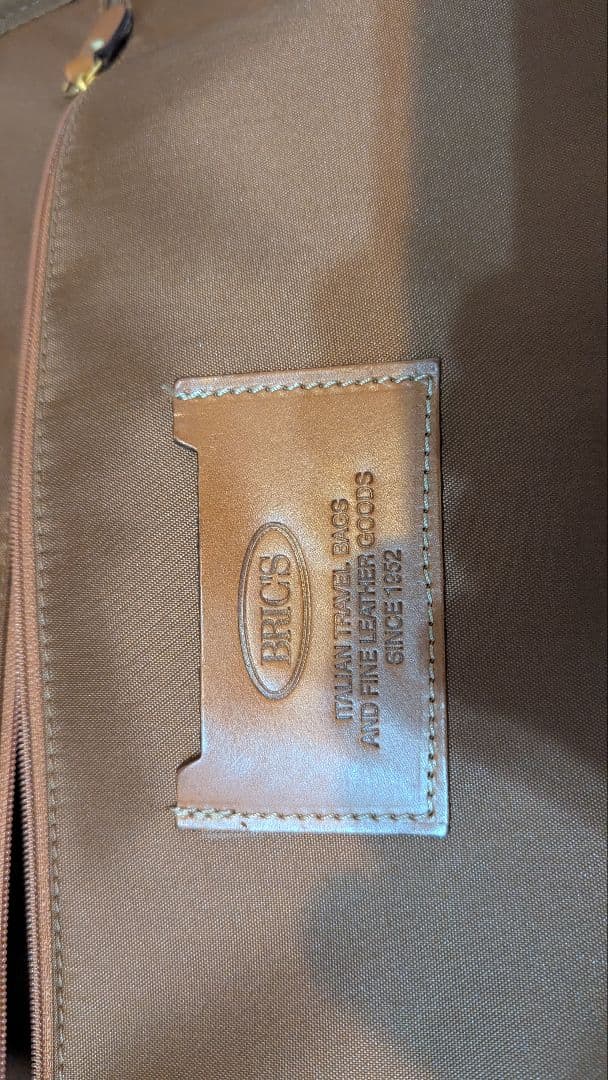 BRIC'S
ITALIAN TRAVEL BAGS
AND FINE LEATHER GOODS
SINCE 1952